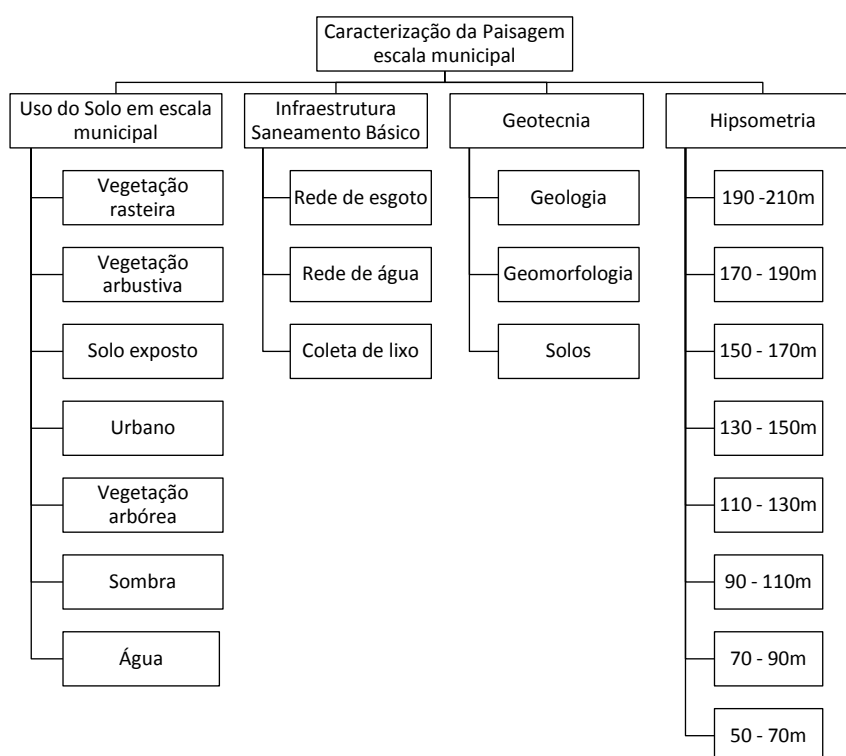 Caracterização da Paisagem
escala municipal
Uso do Solo em escala
municipal
Vegetação
rasteira
Vegetação
arbustiva
Solo exposto
Urbano
Vegetação
arbórea
Sombra
Água
Infraestrutura
Saneamento Básico
Rede de esgoto
Rede de água
Coleta de lixo
Geotecnia
Geologia
Geomorfologia
Solos
Hipsometria
190 -210m
170 - 190m
150 - 170m
130 - 150m
110 - 130m
90 - 110m
70 - 90m
50 - 70m